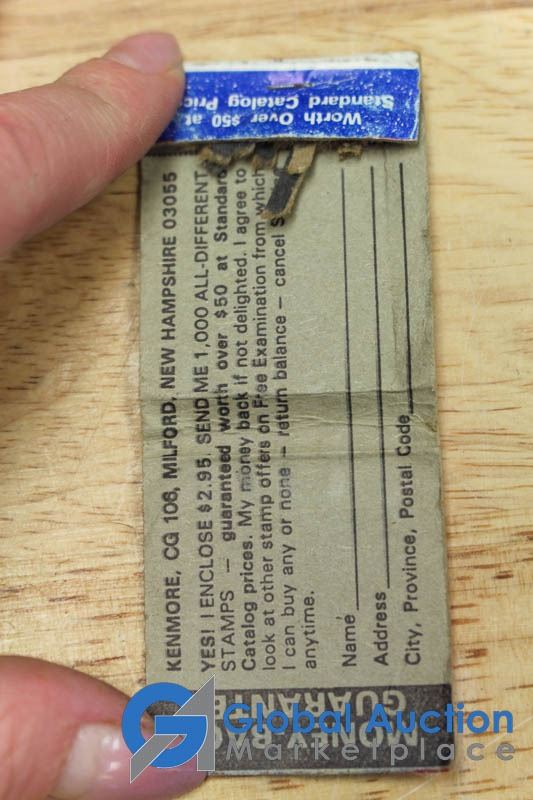 Worth Over $50 at
Standard Catalog Price
KENMORE, CG 106, MILFORD, NEW HAMPSHIRE 03055
YES! I ENCLOSE $2.95. SEND ME 1,000 ALL-DIFFERENT
STAMPS — guaranteed worth over $50 at Standard
Catalog prices. My money back if not delighted. I agree to
look at other stamp offers on Free Examination from which
I can buy any or none — return balance — cancel
anytime.
Name
Address
City, Province, Postal Code
MONEY
GUARANTE
Global Auction
Marketplace